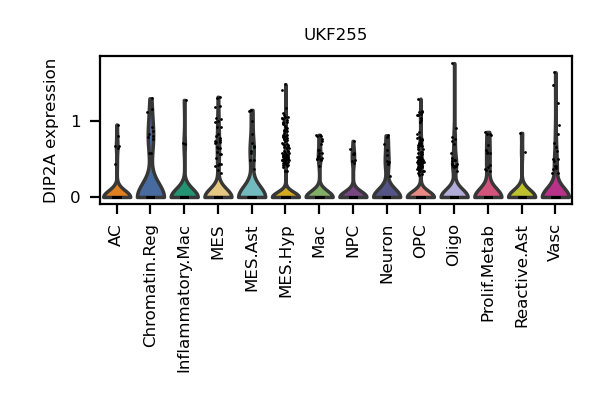 UKF255
DIP2A expression
1
0
AC
Chromatin.Reg
Inflammatory.Mac
MES
MES.Ast
MES.Hyp
Mac
NPC
Neuron
OPC
Oligo
Prolif.Metab
Reactive.Ast
Vasc